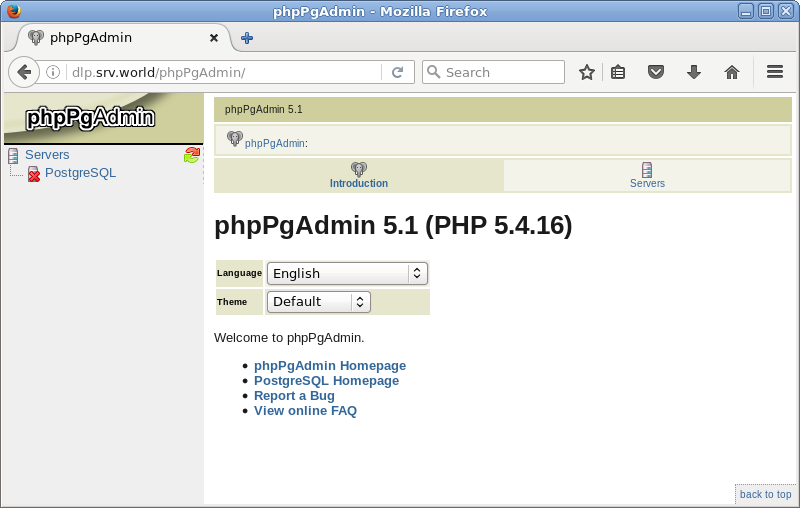 phpPgAdmin - Mozilla Firefox
phpPgAdmin
dlp.srv.world/phpPgAdmin/
Search
phpPgAdmin
Servers
PostgreSQL
phpPgAdmin 5.1
phpPgAdmin:
Introduction
Servers
phpPgAdmin 5.1 (PHP 5.4.16)
Language English
Theme Default
Welcome to phpPgAdmin.
• phpPgAdmin Homepage
• PostgreSQL Homepage
• Report a Bug
• View online FAQ
back to top